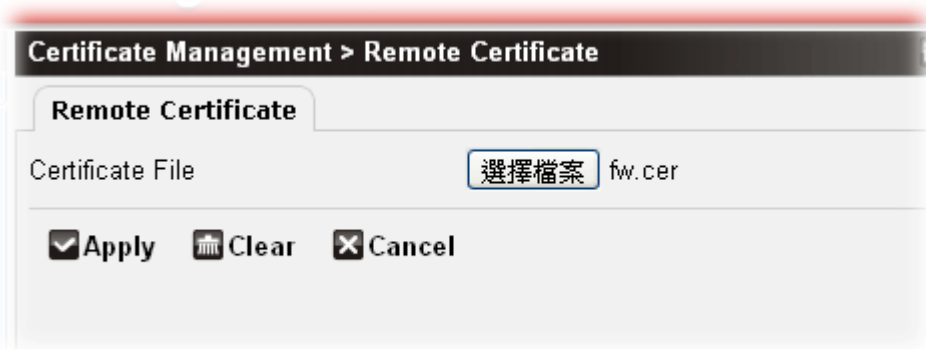 Certificate Management > Remote Certificate
Remote Certificate
Certificate File 選擇檔案 fw.cer
Apply Clear Cancel